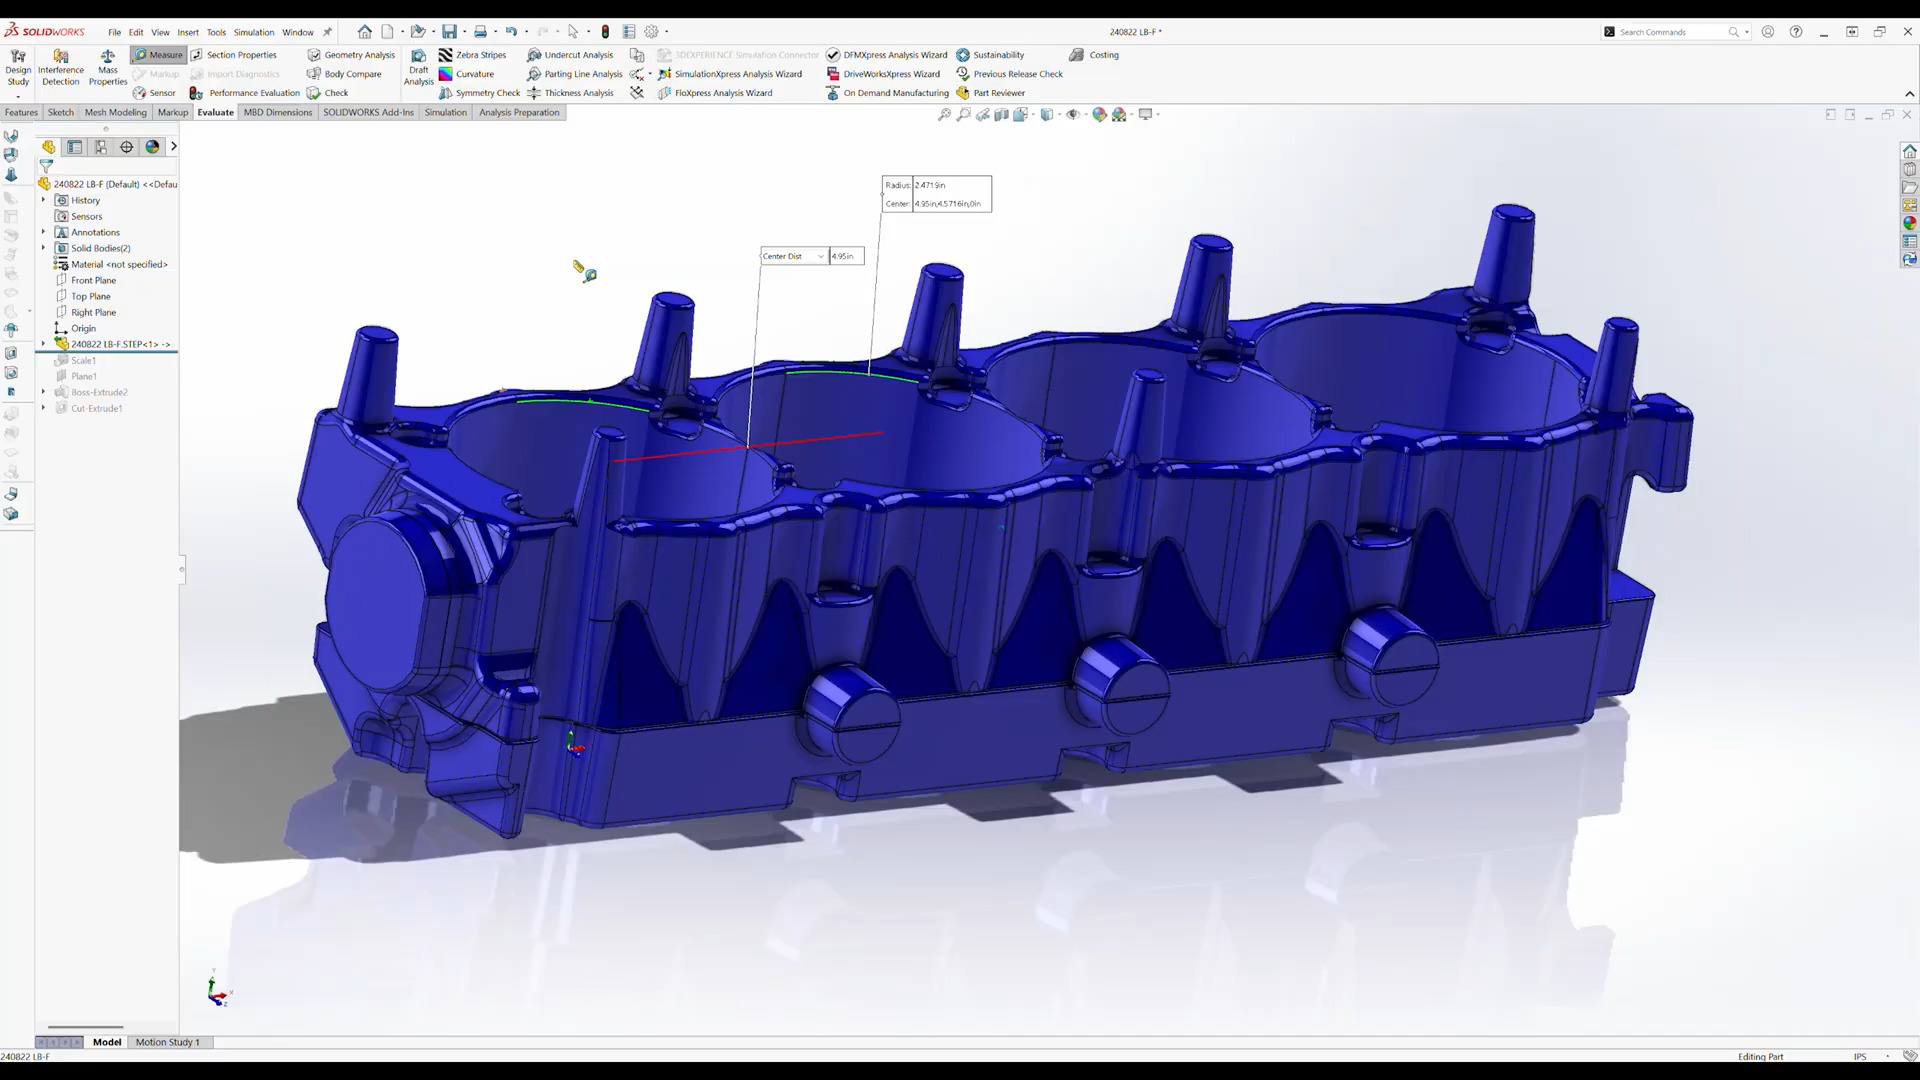 SOLIDWORKS File Edit View Insert Tools Simulation Window 240822 LB-F * Search Commands
Design Study
Interference Detection
Mass Properties
Measure
Markup
Sensor
Section Properties
Import Diagnostics
Performance Evaluation
Geometry Analysis
Body Compare
Check
Draft Analysis
Zebra Stripes
Curvature
Symmetry Check
Undercut Analysis
Parting Line Analysis
Thickness Analysis
3DEXPERIENCE Simulation Connector
SimulationXpress Analysis Wizard
FloXpress Analysis Wizard
DFMXpress Analysis Wizard
DriveWorksXpress Wizard
On Demand Manufacturing
Sustainability
Previous Release Check
Part Reviewer
Costing
Features Sketch Mesh Modeling Markup Evaluate MBD Dimensions SOLIDWORKS Add-Ins Simulation Analysis Preparation
240822 LB-F (Default) <<Defau
History
Sensors
Annotations
Solid Bodies(2)
Material <not specified>
Front Plane
Top Plane
Right Plane
Origin
240822 LB-F.STEP<1> ->
Scale1
Plane1
Boss-Extrude2
Cut-Extrude1
Radius: 2.4719in
Center: 4.95in,4.5716in,0in
Center Dist 4.95in
Y
X
Z
Model Motion Study 1
240822 LB-F Editing Part IPS